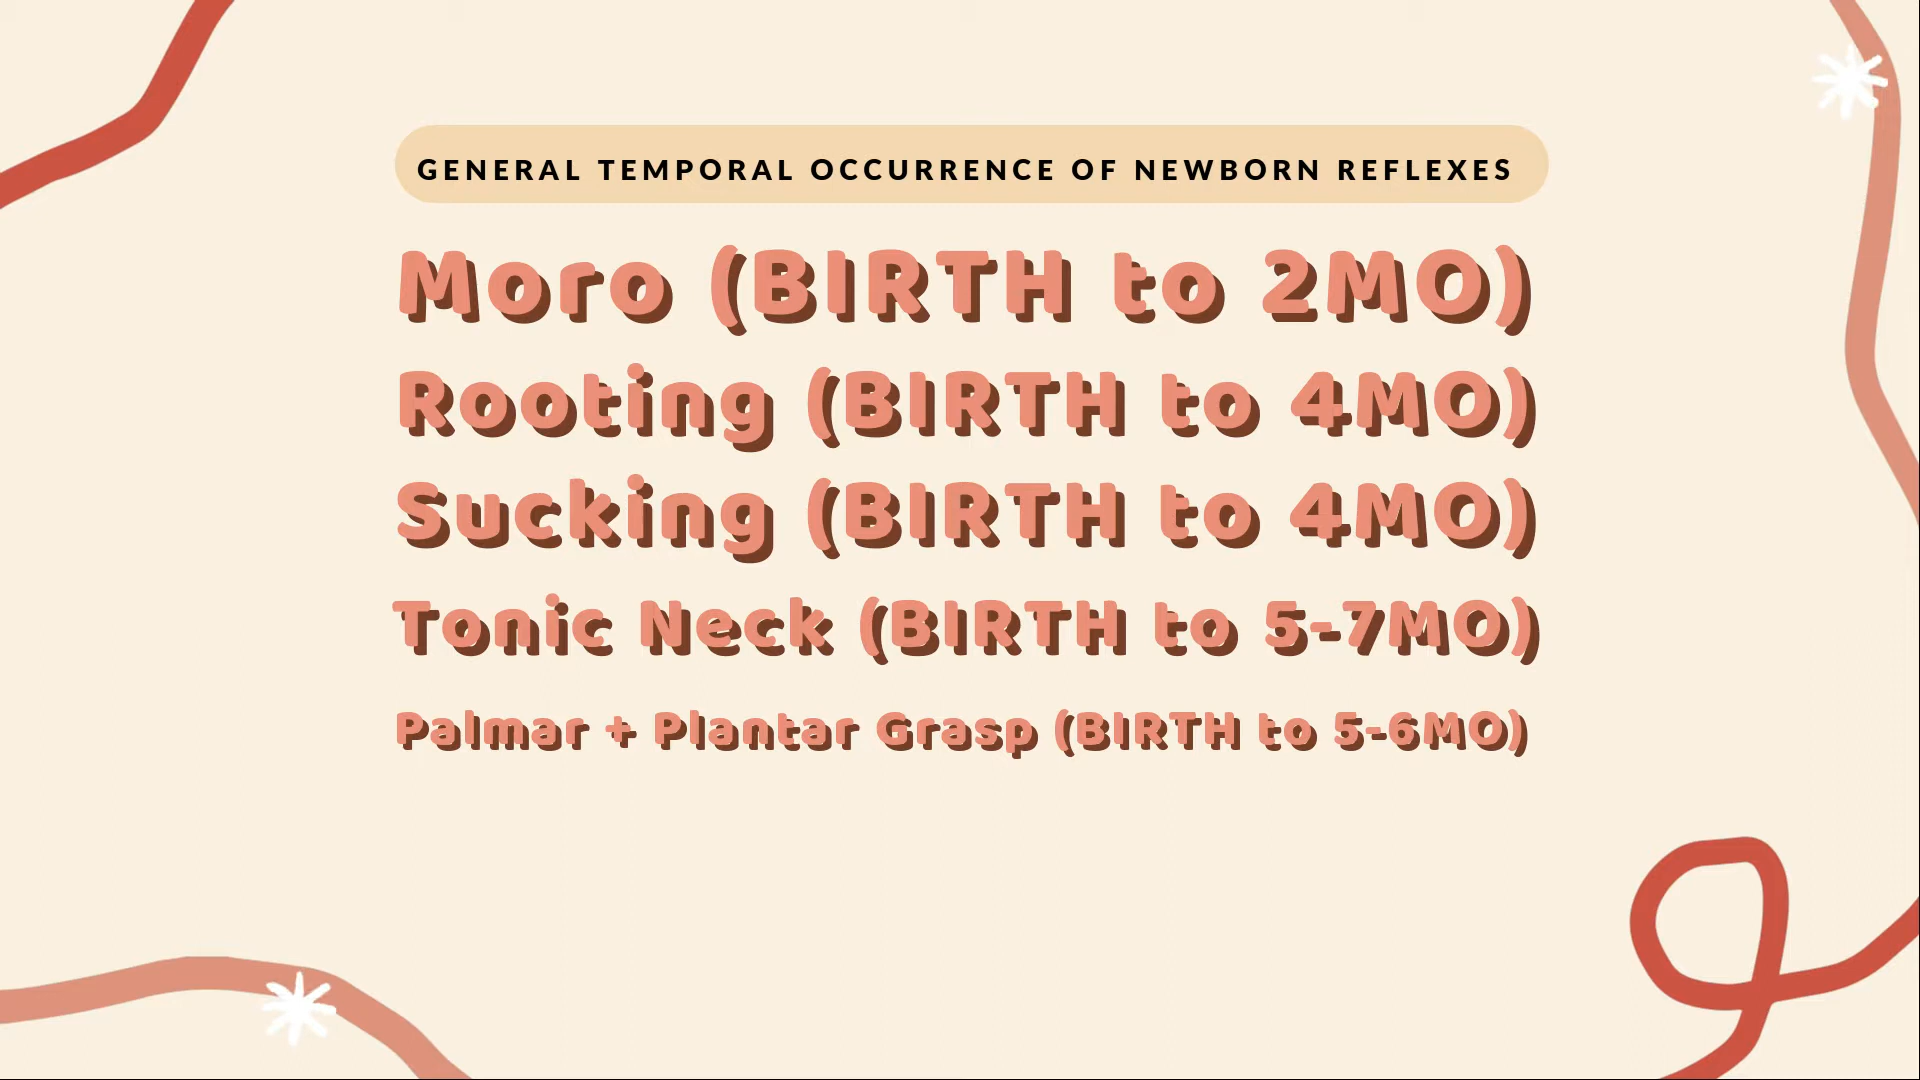 GENERAL TEMPORAL OCCURRENCE OF NEWBORN REFLEXES
Moro (BIRTH to 2MO)
Rooting (BIRTH to 4MO)
Sucking (BIRTH to 4MO)
Tonic Neck (BIRTH to 5-7MO)
Palmar + Plantar Grasp (BIRTH to 5-6MO)